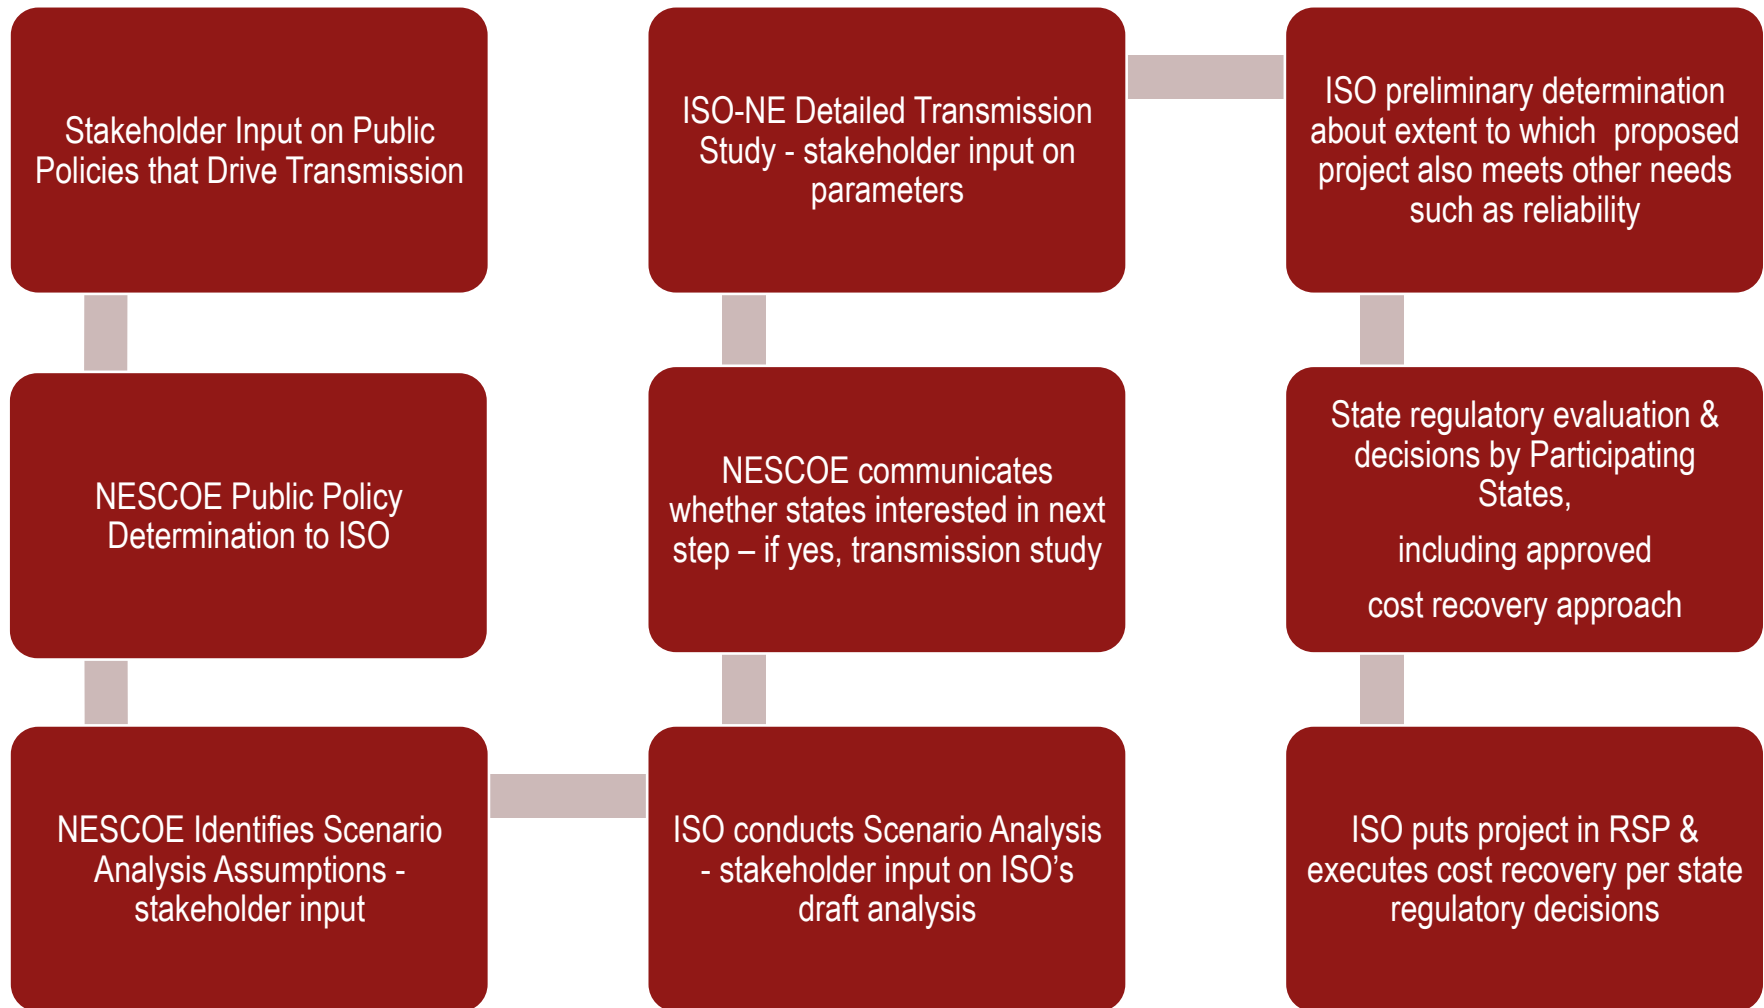 Stakeholder Input on Public
Policies that Drive Transmission
NESCOE Public Policy
Determination to ISO
NESCOE Identifies Scenario
Analysis Assumptions -
stakeholder input
ISO conducts Scenario Analysis
- stakeholder input on ISO’s
draft analysis
NESCOE communicates
whether states interested in next
step – if yes, transmission study
ISO-NE Detailed Transmission
Study - stakeholder input on
parameters
ISO preliminary determination
about extent to which  proposed
project also meets other needs
such as reliability
State regulatory evaluation &
decisions by Participating
States,
including approved
cost recovery approach
ISO puts project in RSP &
executes cost recovery per state
regulatory decisions